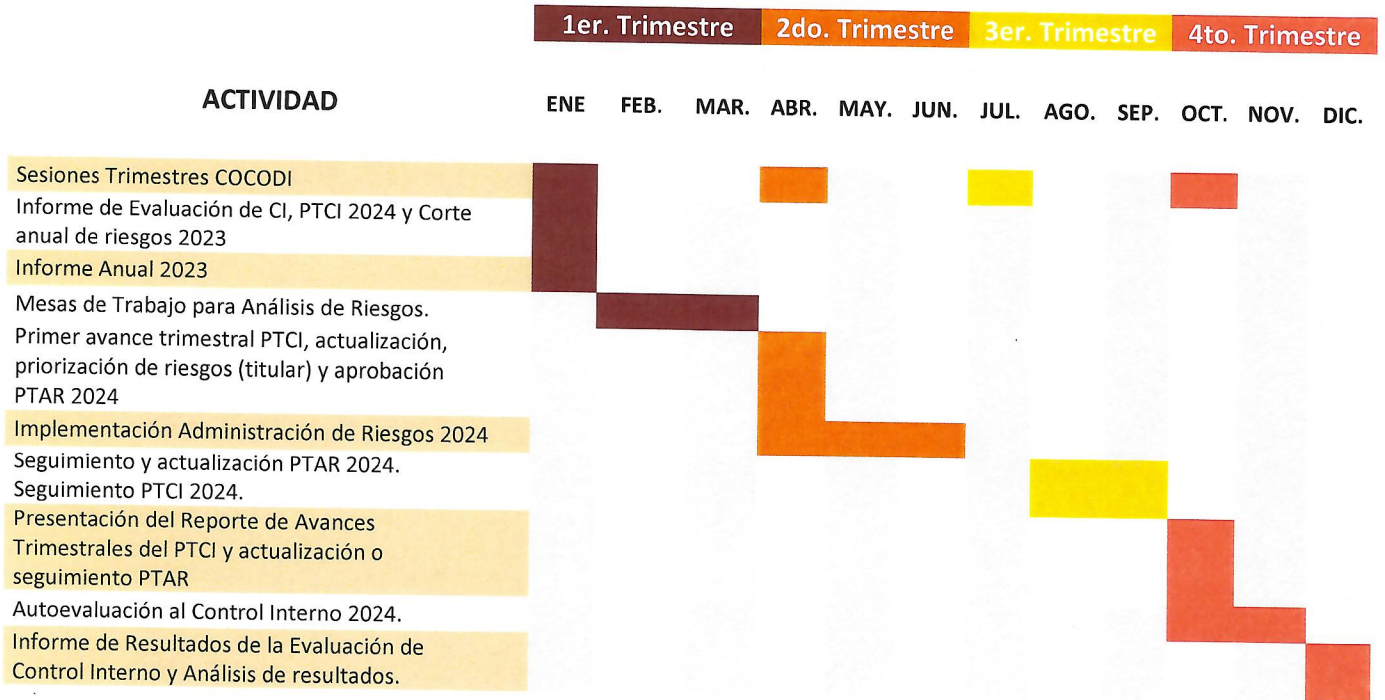 1er. Trimestre 2do. Trimestre 3er. Trimestre 4to. Trimestre
ACTIVIDAD ENE FEB. MAR. ABR. MAY. JUN. JUL. AGO. SEP. OCT. NOV. DIC.
Sesiones Trimestres COCODI
Informe de Evaluación de CI, PTCI 2024 y Corte
anual de riesgos 2023
Informe Anual 2023
Mesas de Trabajo para Análisis de Riesgos.
Primer avance trimestral PTCI, actualización,
priorización de riesgos (titular) y aprobación
PTAR 2024
Implementación Administración de Riesgos 2024
Seguimiento y actualización PTAR 2024.
Seguimiento PTCI 2024.
Presentación del Reporte de Avances
Trimestrales del PTCI y actualización o
seguimiento PTAR
Autoevaluación al Control Interno 2024.
Informe de Resultados de la Evaluación de
Control Interno y Análisis de resultados.